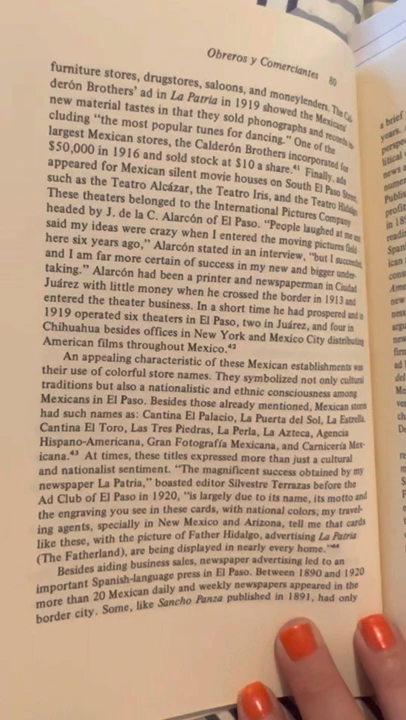 Obreros y Comerciantes 89
furniture stores, drugstores, saloons, and moneylenders. The Cal-
derón Brothers' ad in La Patria in 1919 showed the Mexicans'
new material tastes in that they sold phonographs and records in-
cluding "the most popular tunes for dancing." One of the
largest Mexican stores, the Calderón Brothers incorporated for
$50,000 in 1916 and sold stock at $10 a share.41 Finally, ads
appeared for Mexican silent movie houses on South El Paso Street,
such as the Teatro Alcázar, the Teatro Iris, and the Teatro Hidalgo.
These theaters belonged to the International Pictures Company
headed by J. de la C. Alarcón of El Paso. "People laughed at me and
said my ideas were crazy when I entered the moving pictures field
here six years ago," Alarcón stated in an interview, "but I succeeded
and I am far more certain of success in my new and bigger under-
taking." Alarcón had been a printer and newspaperman in Ciudad
Juárez with little money when he crossed the border in 1913 and
entered the theater business. In a short time he had prospered and in
1919 operated six theaters in El Paso, two in Juárez, and four in
Chihuahua besides offices in New York and Mexico City distributing
American films throughout Mexico.42
An appealing characteristic of these Mexican establishments was
their use of colorful store names. They symbolized not only cultural
traditions but also a nationalistic and ethnic consciousness among
Mexicans in El Paso. Besides those already mentioned, Mexican stores
had such names as: Cantina El Palacio, La Puerta del Sol, La Estrella,
Cantina El Toro, Las Tres Piedras, La Perla, La Azteca, Agencia
Hispano-Americana, Gran Fotografía Mexicana, and Carnicería Mex-
icana.43 At times, these titles expressed more than just a cultural
and nationalist sentiment. "The magnificent success obtained by my
newspaper La Patria," boasted editor Silvestre Terrazas before the
Ad Club of El Paso in 1920, "is largely due to its name, its motto and
the engraving you see in these cards, with national colors; my travel-
ing agents, specially in New Mexico and Arizona, tell me that cards
like these, with the picture of Father Hidalgo, advertising La Patria
(The Fatherland), are being displayed in nearly every home."44
Besides aiding business sales, newspaper advertising led to an
important Spanish-language press in El Paso. Between 1890 and 1920
more than 20 Mexican daily and weekly newspapers appeared in the
border city. Some, like Sancho Panza published in 1891, had only